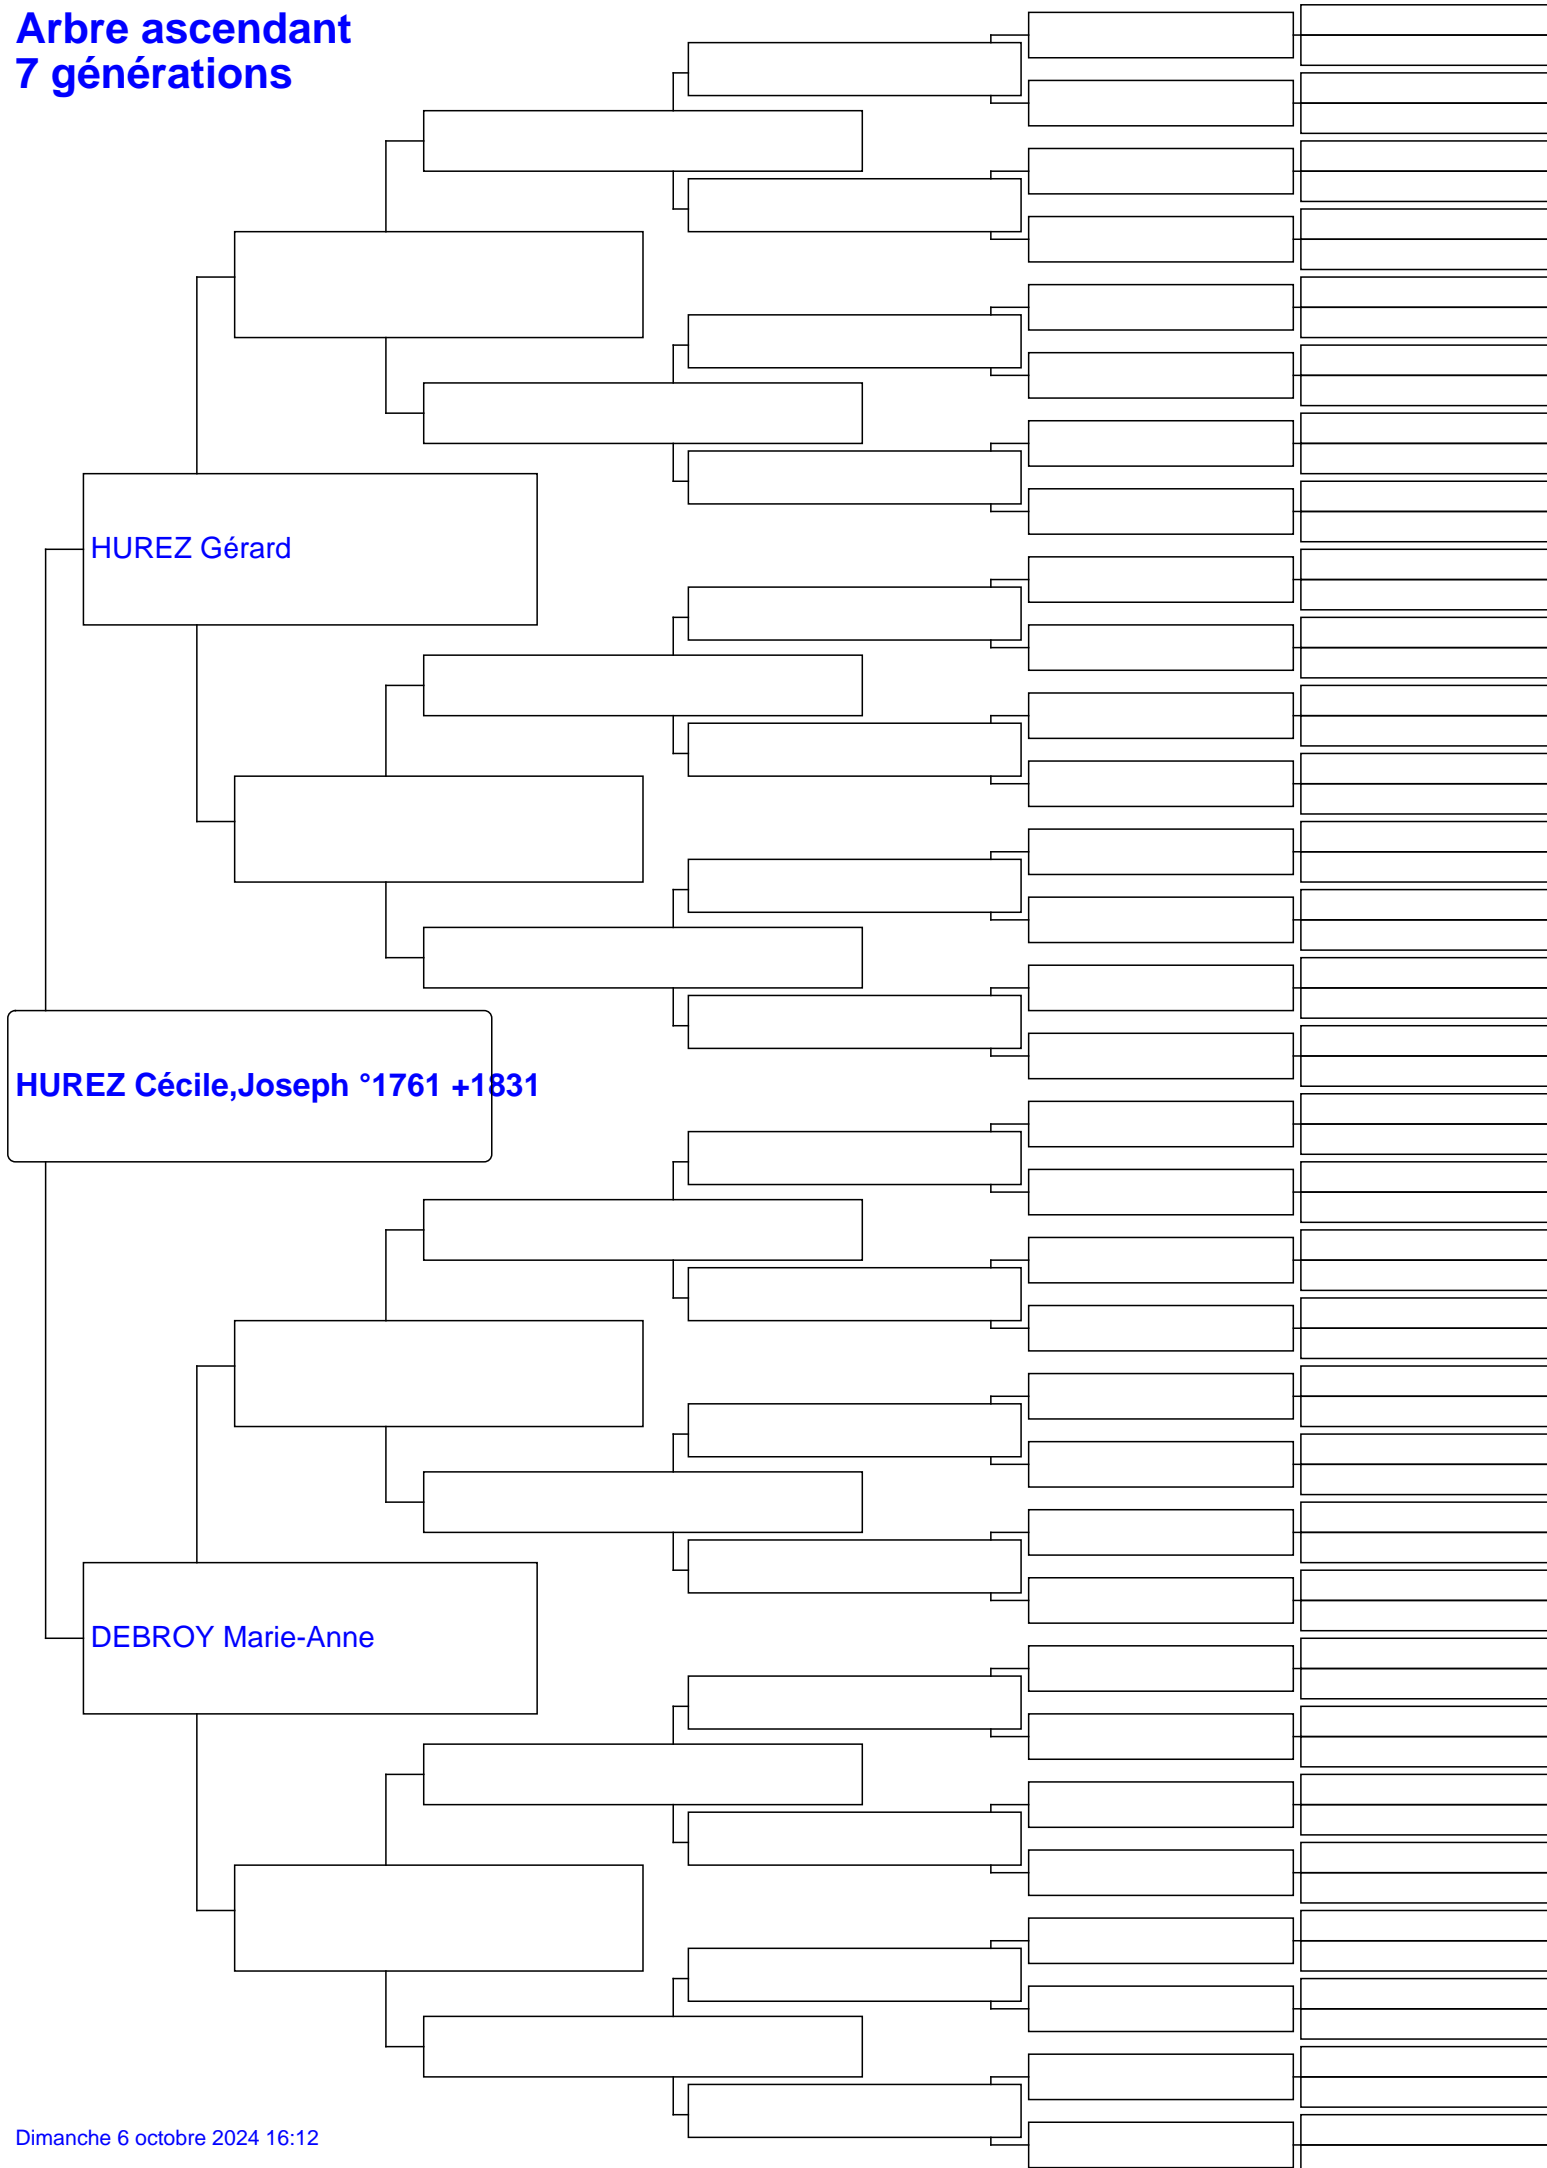 Arbre ascendant
7 générations
HUREZ Gérard
HUREZ Cécile,Joseph °1761 +1831
DEBROY Marie-Anne
Dimanche 6 octobre 2024 16:12